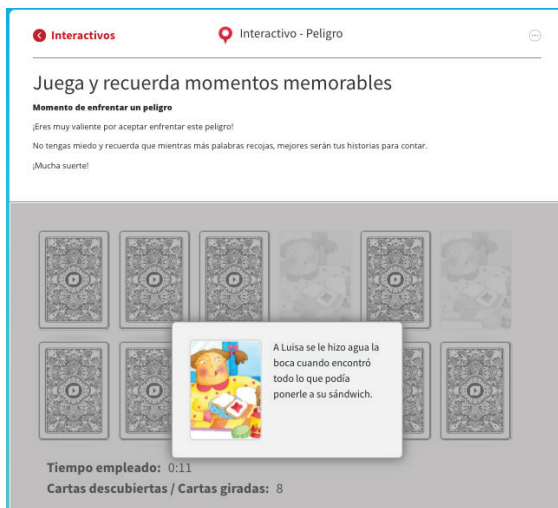 Interactivos
Interactivo - Peligro
Juega y recuerda momentos memorables
Momento de enfrentar un peligro
¡Eres muy valiente por aceptar enfrentar este peligro!
No tengas miedo y recuerda que mientras más palabras recojas, mejores serán tus historias para contar.
¡Mucha suerte!
A Luisa se le hizo agua la
boca cuando encontró
todo lo que podía
ponerle a su sándwich.
Tiempo empleado: 0:11
Cartas descubiertas / Cartas giradas: 8